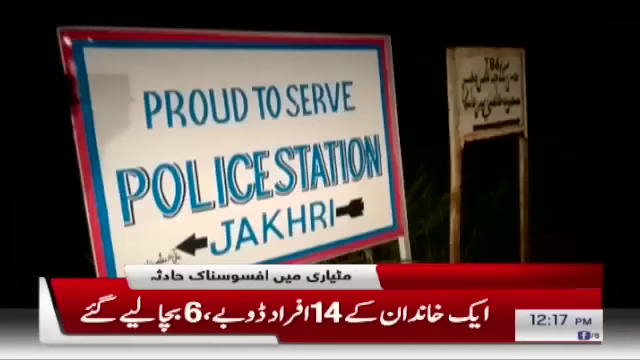 PROUD TO SERVE
POLICE STATION
JAKHRI
786
مٹیاری میں افسوسناک حادثہ
ایک خاندان کے 14 افراد ڈوبے، 6 بچا لیے گئے
12:17 PM